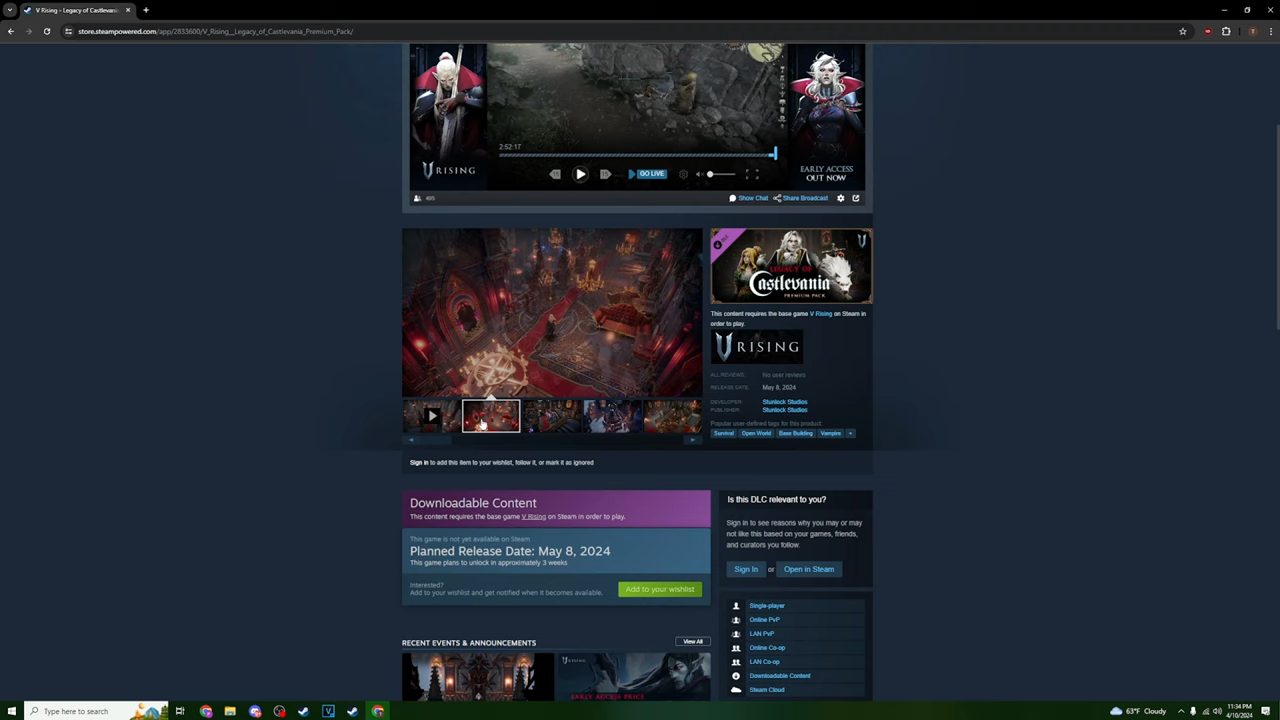 V Rising - Legacy of Castlevania
store.steampowered.com/app/2833600/V_Rising__Legacy_of_Castlevania_Premium_Pack/
V RISING
2:52:17
GO LIVE
EARLY ACCESS
OUT NOW
495
Show Chat
Share Broadcast
LEGACY OF
Castlevania
PREMIUM PACK
This content requires the base game V Rising on Steam in
order to play.
V RISING
ALL REVIEWS: No user reviews
RELEASE DATE: May 8, 2024
DEVELOPER: Stunlock Studios
PUBLISHER: Stunlock Studios
Popular user-defined tags for this product:
Survival Open World Base Building Vampire +
Sign in to add this item to your wishlist, follow it, or mark it as ignored
Downloadable Content
This content requires the base game V Rising on Steam in order to play.
This game is not yet available on Steam
Planned Release Date: May 8, 2024
This game plans to unlock in approximately 3 weeks
Interested?
Add to your wishlist and get notified when it becomes available.
Add to your wishlist
Is this DLC relevant to you?
Sign in to see reasons why you may or may
not like this based on your games, friends,
and curators you follow.
Sign In or Open in Steam
Single-player
Online PvP
LAN PvP
Online Co-op
LAN Co-op
Downloadable Content
Steam Cloud
RECENT EVENTS & ANNOUNCEMENTS
View All
V RISING
EARLY ACCESS PRICE
Type here to search
63°F Cloudy
11:34 PM
4/10/2024